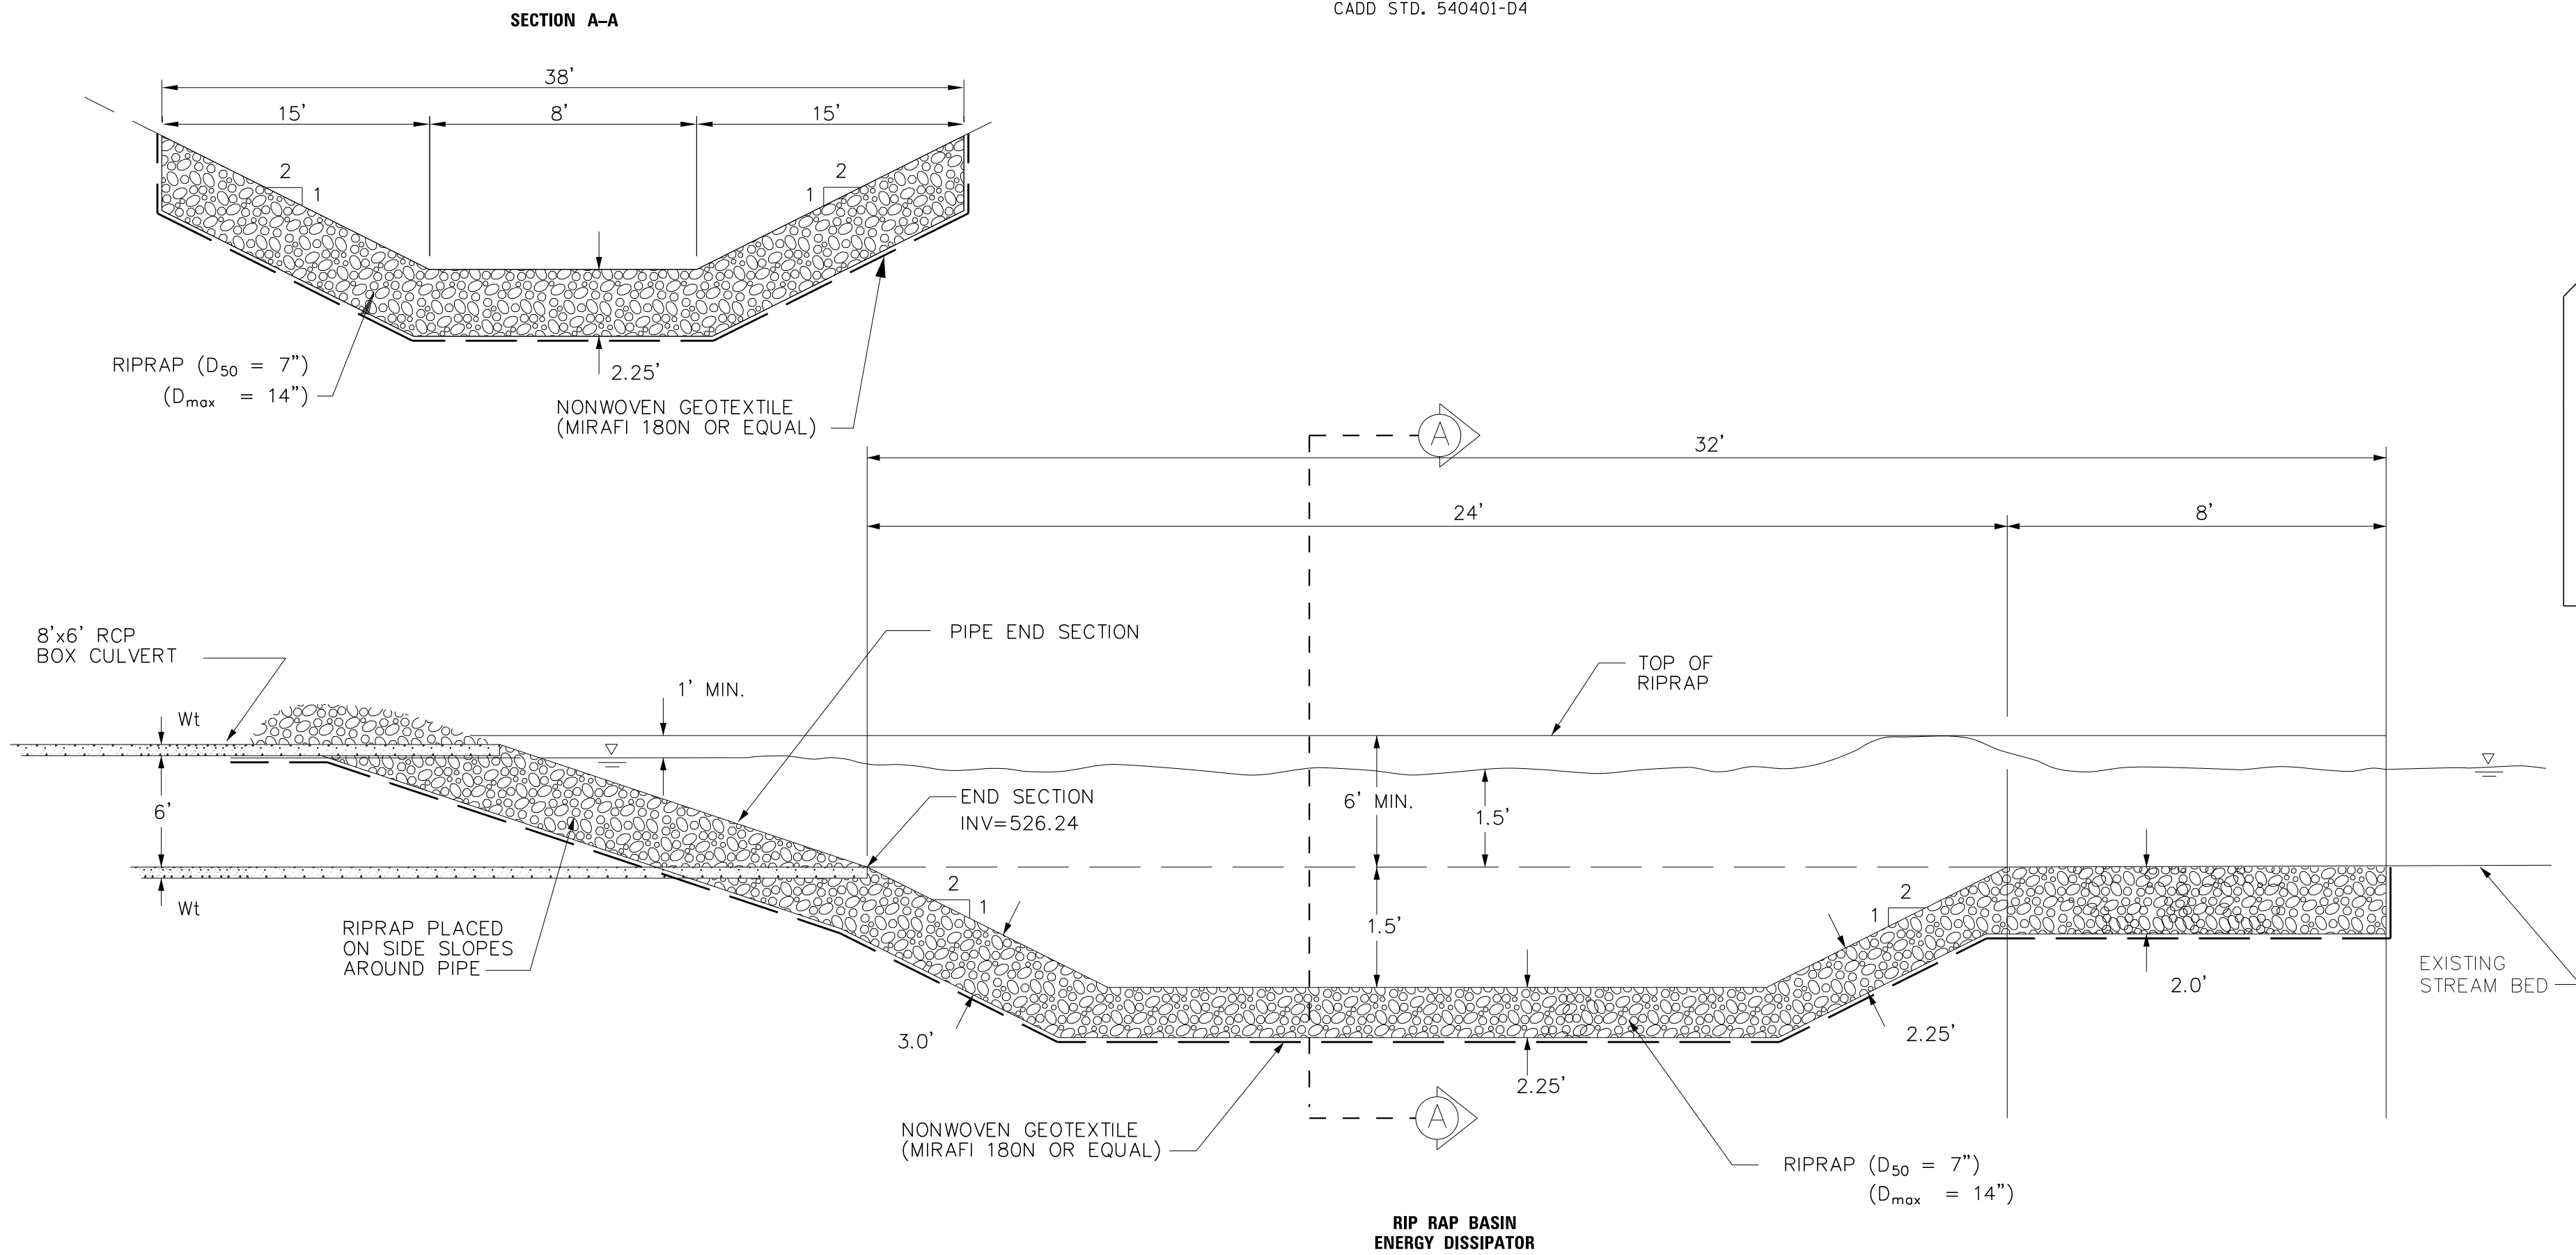 SECTION A–A
CADD STD. 540401-D4
38'
15'
8'
15'
2
1
2
1
RIPRAP (D50 = 7")
(Dmax = 14")
2.25'
NONWOVEN GEOTEXTILE
(MIRAFI 180N OR EQUAL)
A
32'
24'
8'
8'x6' RCP
BOX CULVERT
PIPE END SECTION
TOP OF
RIPRAP
1' MIN.
Wt
6'
Wt
END SECTION
INV=526.24
6' MIN.
1.5'
2
1
2
1
1.5'
RIPRAP PLACED
ON SIDE SLOPES
AROUND PIPE
3.0'
2.25'
2.25'
2.0'
EXISTING
STREAM BED
NONWOVEN GEOTEXTILE
(MIRAFI 180N OR EQUAL)
A
RIPRAP (D50 = 7")
(Dmax = 14")
RIP RAP BASIN
ENERGY DISSIPATOR